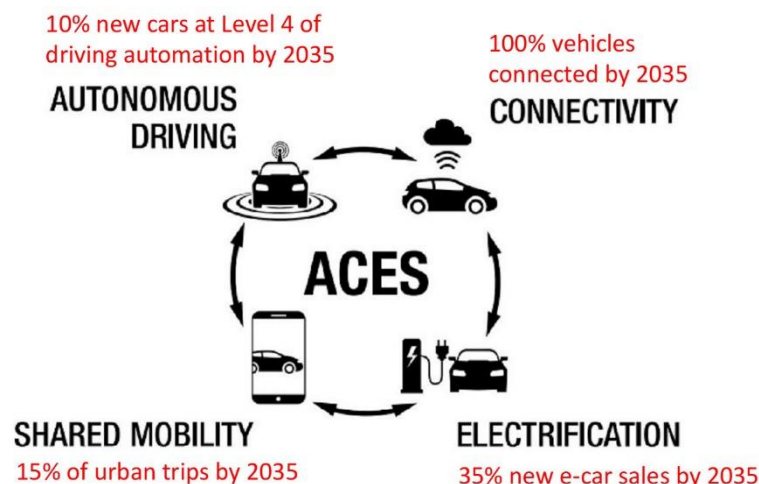 10% new cars at Level 4 of
driving automation by 2035
AUTONOMOUS
DRIVING
100% vehicles
connected by 2035
CONNECTIVITY
ACES
SHARED MOBILITY
15% of urban trips by 2035
ELECTRIFICATION
35% new e-car sales by 2035